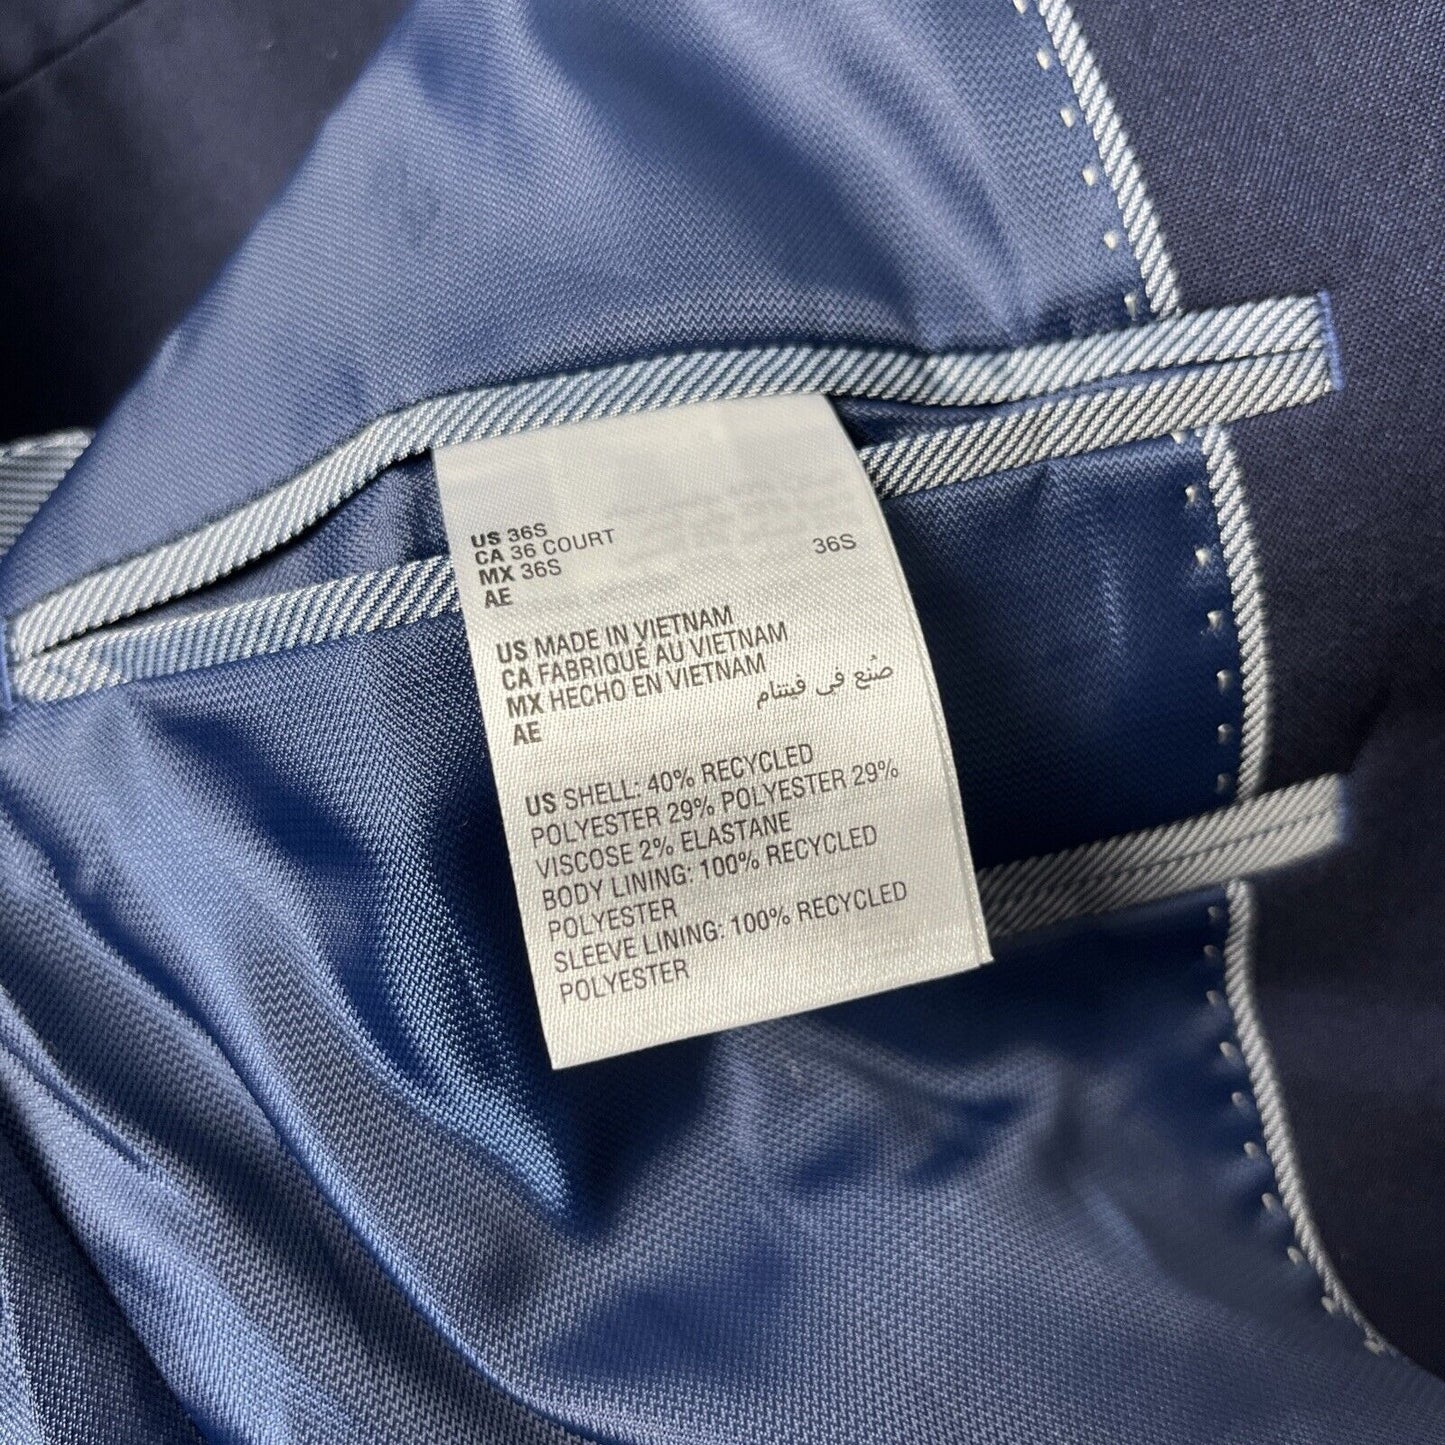 US 36S
CA 36 COURT
MX 36S
AE 36S
US MADE IN VIETNAM
CA FABRIQUÉ AU VIETNAM
MX HECHO EN VIETNAM
AE صُنع في فيتنام
US SHELL: 40% RECYCLED
POLYESTER 29% POLYESTER 29%
VISCOSE 2% ELASTANE
BODY LINING: 100% RECYCLED
POLYESTER
SLEEVE LINING: 100% RECYCLED
POLYESTER